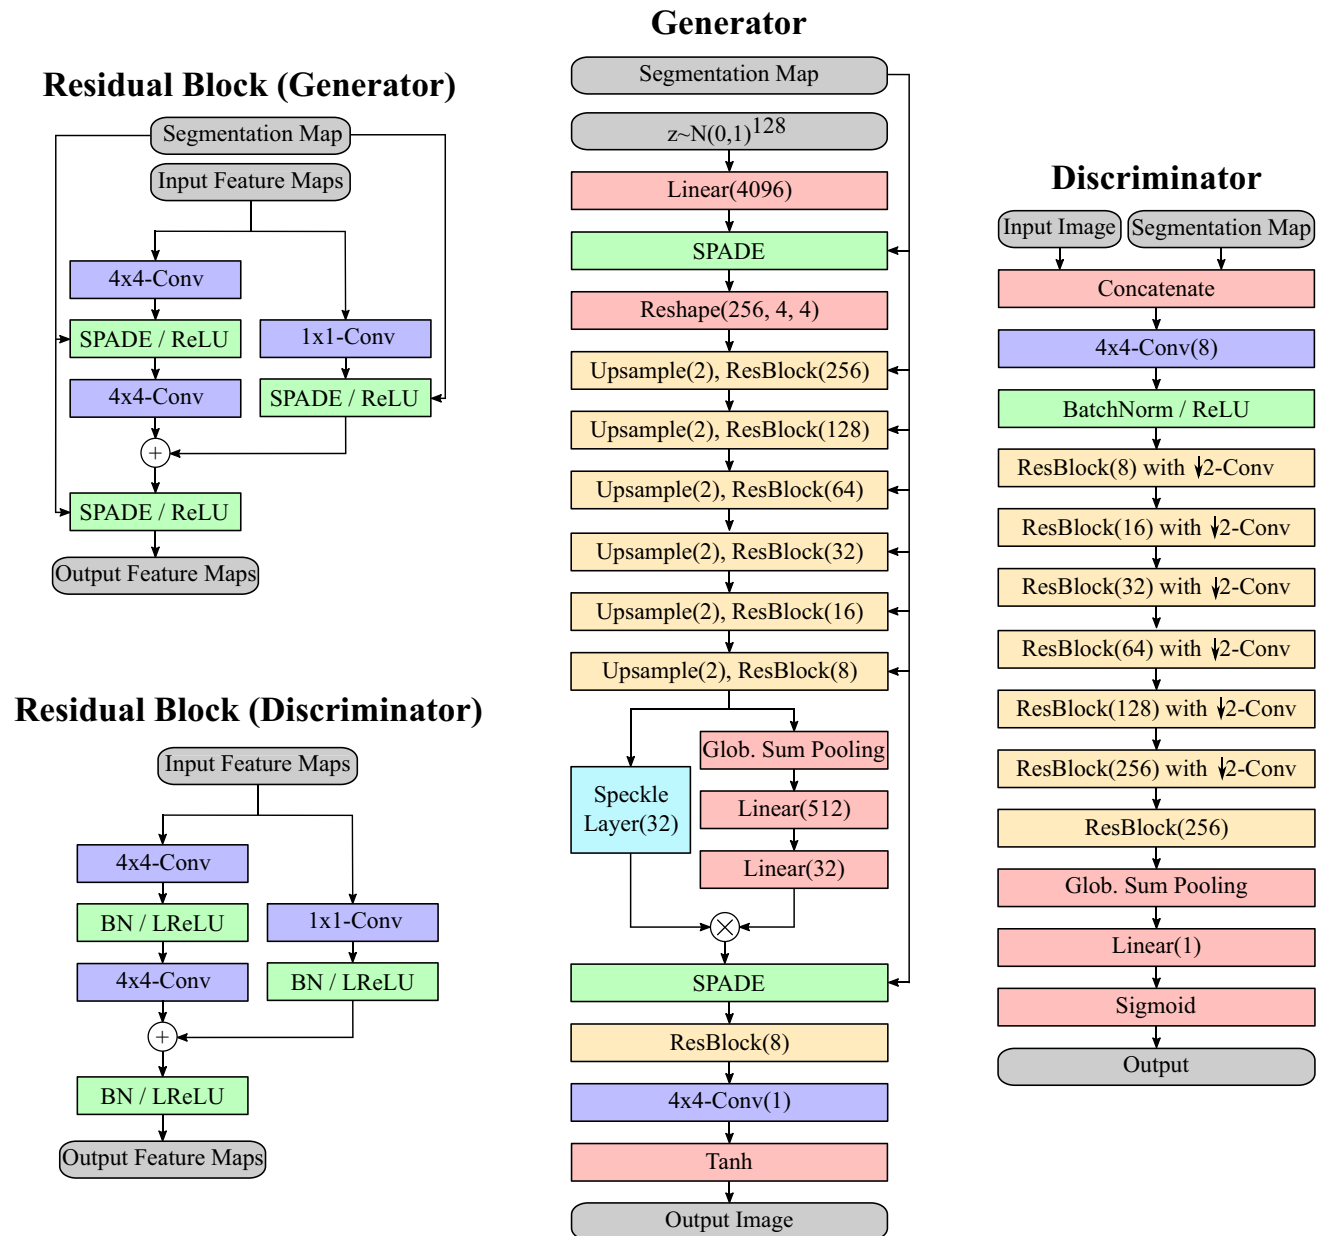 Residual Block (Generator)
Segmentation Map
Input Feature Maps
4x4-Conv
SPADE / ReLU
1x1-Conv
4x4-Conv
SPADE / ReLU
+
SPADE / ReLU
Output Feature Maps
Residual Block (Discriminator)
Input Feature Maps
4x4-Conv
BN / LReLU
1x1-Conv
4x4-Conv
BN / LReLU
+
BN / LReLU
Output Feature Maps
Generator
Segmentation Map
z~N(0,1)^128
Linear(4096)
SPADE
Reshape(256, 4, 4)
Upsample(2), ResBlock(256)
Upsample(2), ResBlock(128)
Upsample(2), ResBlock(64)
Upsample(2), ResBlock(32)
Upsample(2), ResBlock(16)
Upsample(2), ResBlock(8)
Speckle
Layer(32)
Glob. Sum Pooling
Linear(512)
Linear(32)
×
SPADE
ResBlock(8)
4x4-Conv(1)
Tanh
Output Image
Discriminator
Input Image
Segmentation Map
Concatenate
4x4-Conv(8)
BatchNorm / ReLU
ResBlock(8) with ↓2-Conv
ResBlock(16) with ↓2-Conv
ResBlock(32) with ↓2-Conv
ResBlock(64) with ↓2-Conv
ResBlock(128) with ↓2-Conv
ResBlock(256) with ↓2-Conv
ResBlock(256)
Glob. Sum Pooling
Linear(1)
Sigmoid
Output